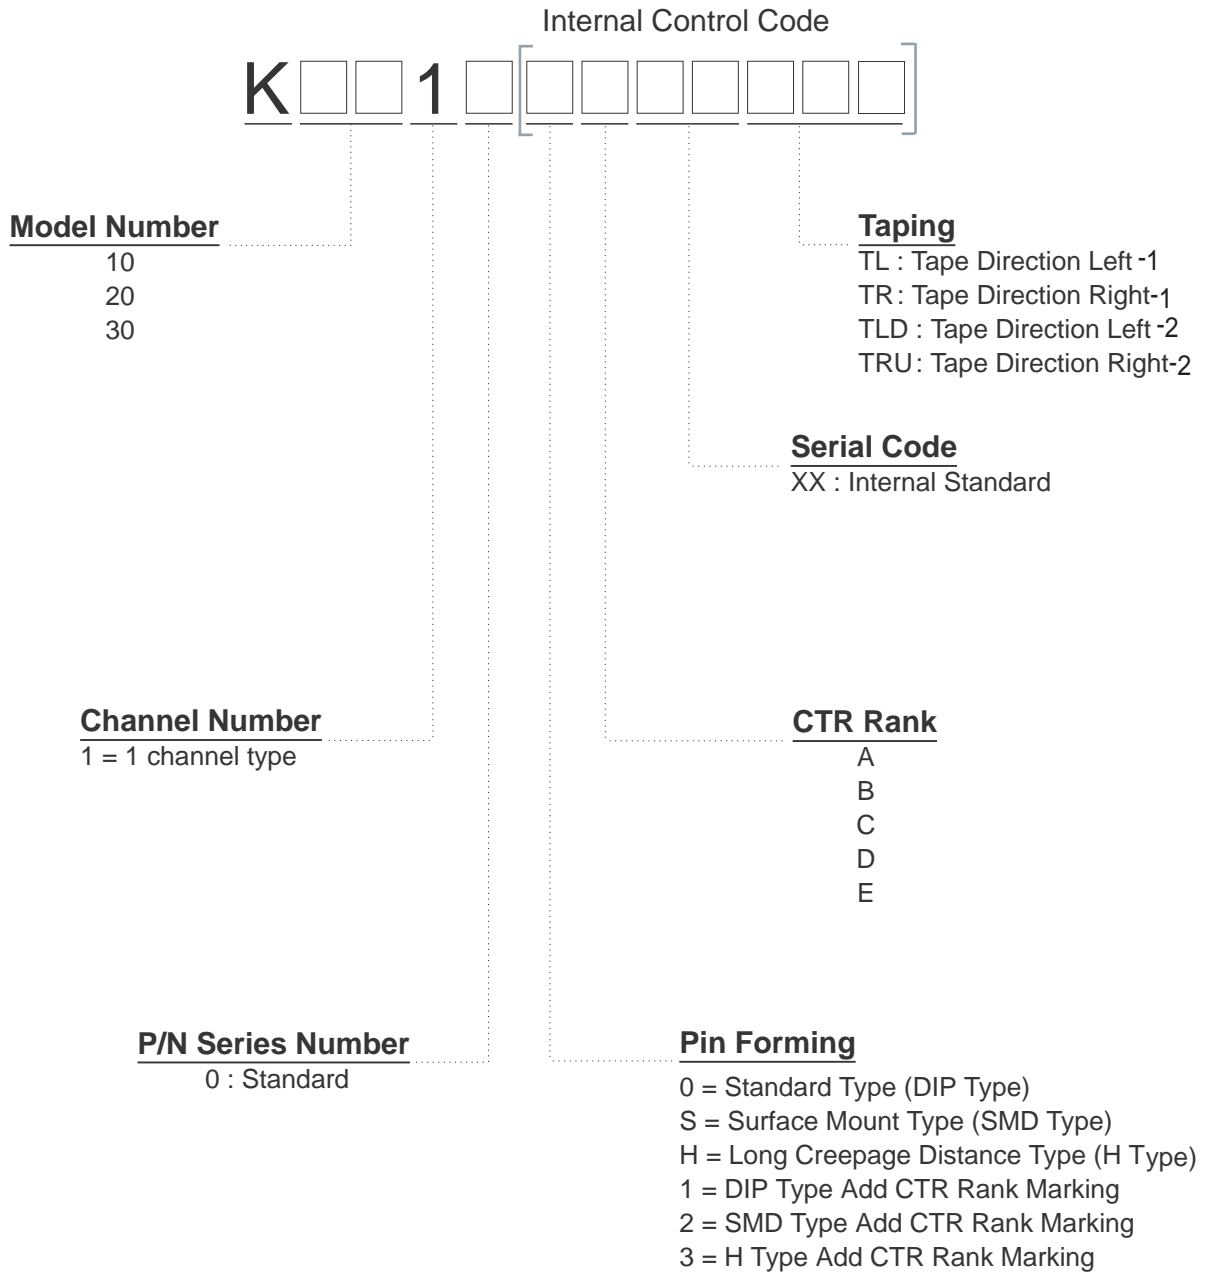 Internal Control Code
K □ □ 1 □ [ □ □ □ □ □ □ □ ]
Model Number
10
20
30
Taping
TL : Tape Direction Left -1
TR : Tape Direction Right-1
TLD : Tape Direction Left -2
TRU : Tape Direction Right-2
Serial Code
XX : Internal Standard
Channel Number
1 = 1 channel type
CTR Rank
A
B
C
D
E
P/N Series Number
0 : Standard
Pin Forming
0 = Standard Type (DIP Type)
S = Surface Mount Type (SMD Type)
H = Long Creepage Distance Type (H Type)
1 = DIP Type Add CTR Rank Marking
2 = SMD Type Add CTR Rank Marking
3 = H Type Add CTR Rank Marking